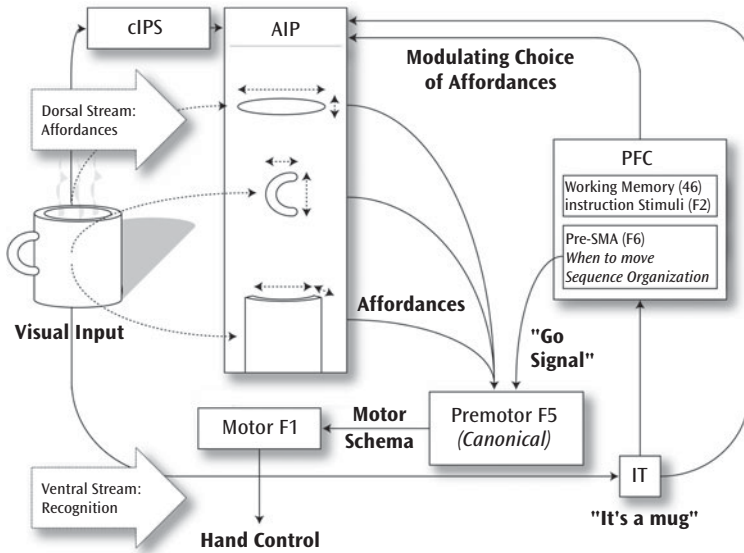 cIPS
AIP
Modulating Choice
of Affordances
Dorsal Stream:
Affordances
PFC
Working Memory (46)
instruction Stimuli (F2)
Pre-SMA (F6)
When to move
Sequence Organization
Visual Input
Affordances
"Go
Signal"
Motor F1
Motor
Schema
Premotor F5
(Canonical)
Ventral Stream:
Recognition
IT
"It's a mug"
Hand Control